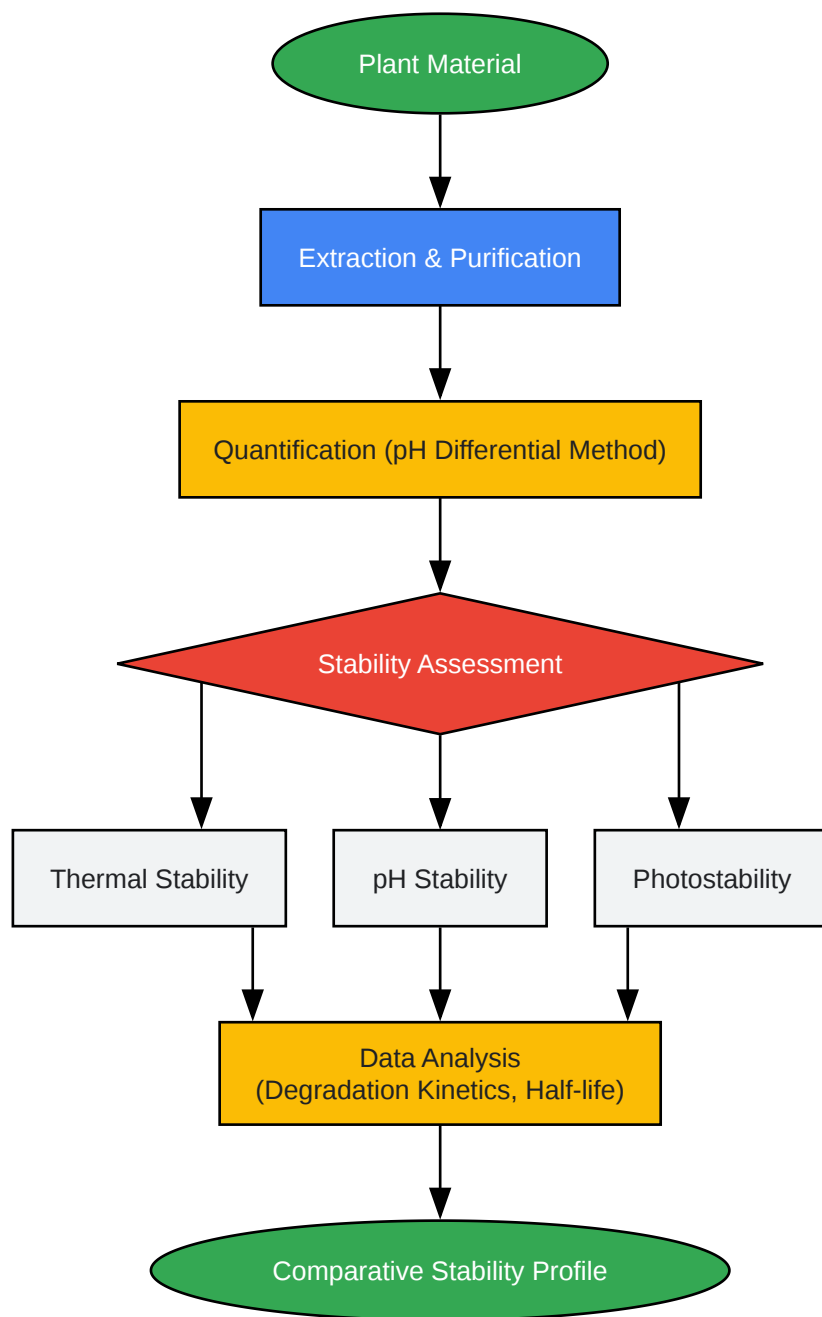 Plant Material
Extraction & Purification
Quantification (pH Differential Method)
Stability Assessment
Thermal Stability
pH Stability
Photostability
Data Analysis
(Degradation Kinetics, Half-life)
Comparative Stability Profile